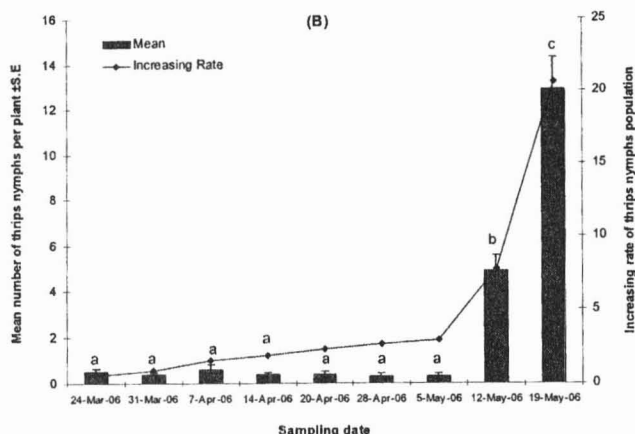 (B)
Mean
Increasing Rate
Mean number of thrips nymphs per plant ±S.E
16
14
12
10
8
6
4
2
0
a
a
a
a
a
a
a
b
c
25
20
15
10
5
0
Increasing rate of thrips nymphs population
24-Mar-06 31-Mar-06 7-Apr-06 14-Apr-06 20-Apr-06 28-Apr-06 5-May-06 12-May-06 19-May-06
Sampling date